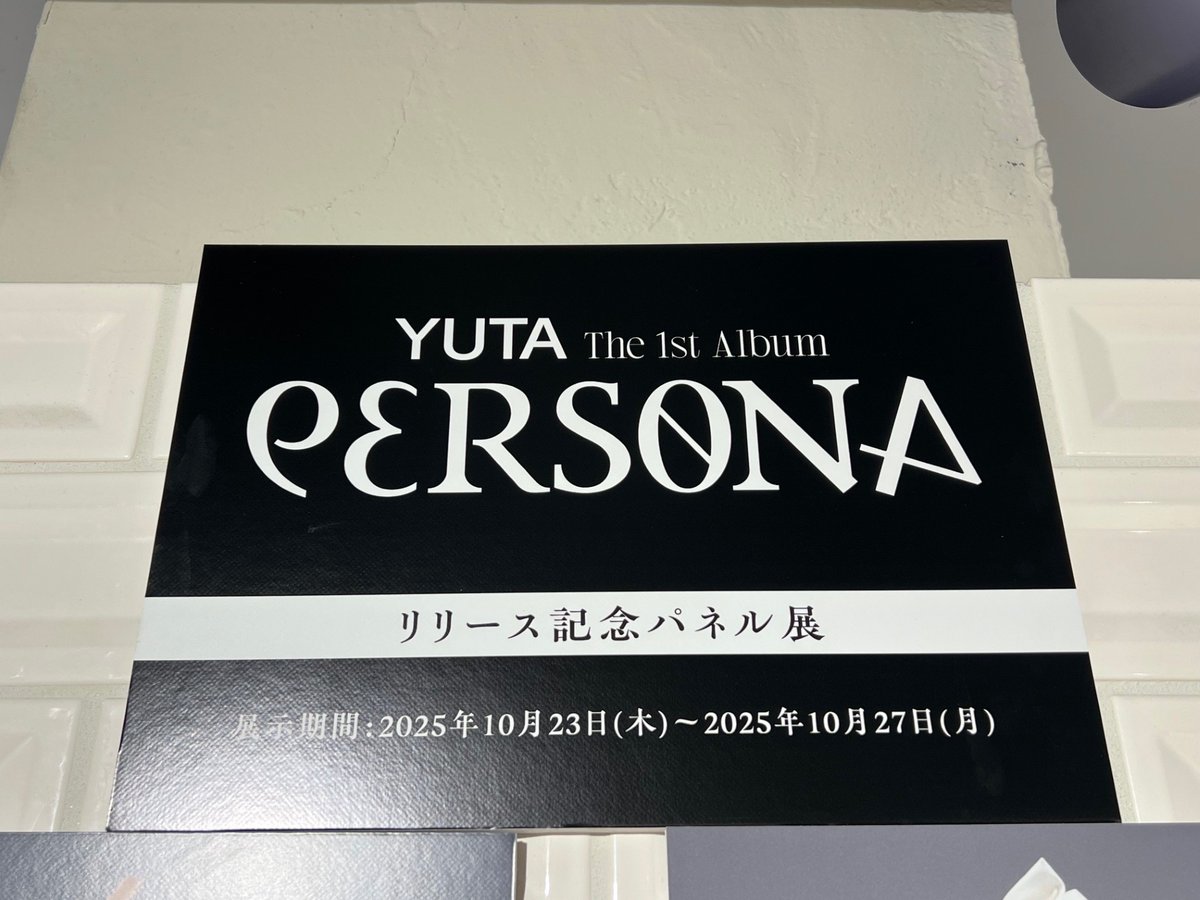 YUTA The 1st Album
PERSONA
リリース記念パネル展
展示期間:2025年10月23日(木)～2025年10月27日(月)